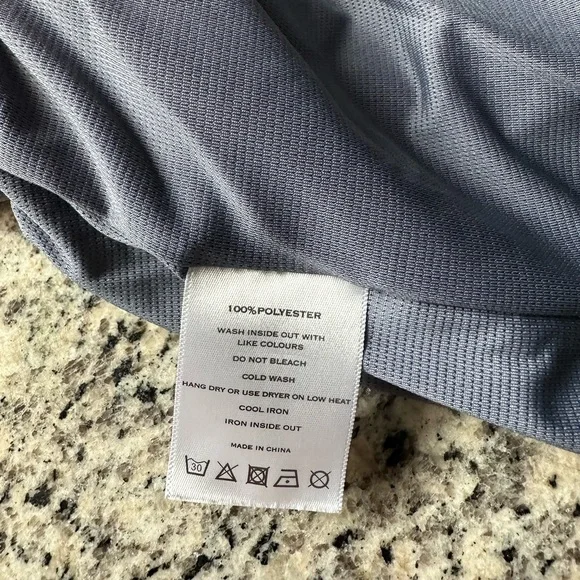 100%POLYESTER
WASH INSIDE OUT WITH
LIKE COLOURS
DO NOT BLEACH
COLD WASH
HANG DRY OR USE DRYER ON LOW HEAT
COOL IRON
IRON INSIDE OUT
MADE IN CHINA
30